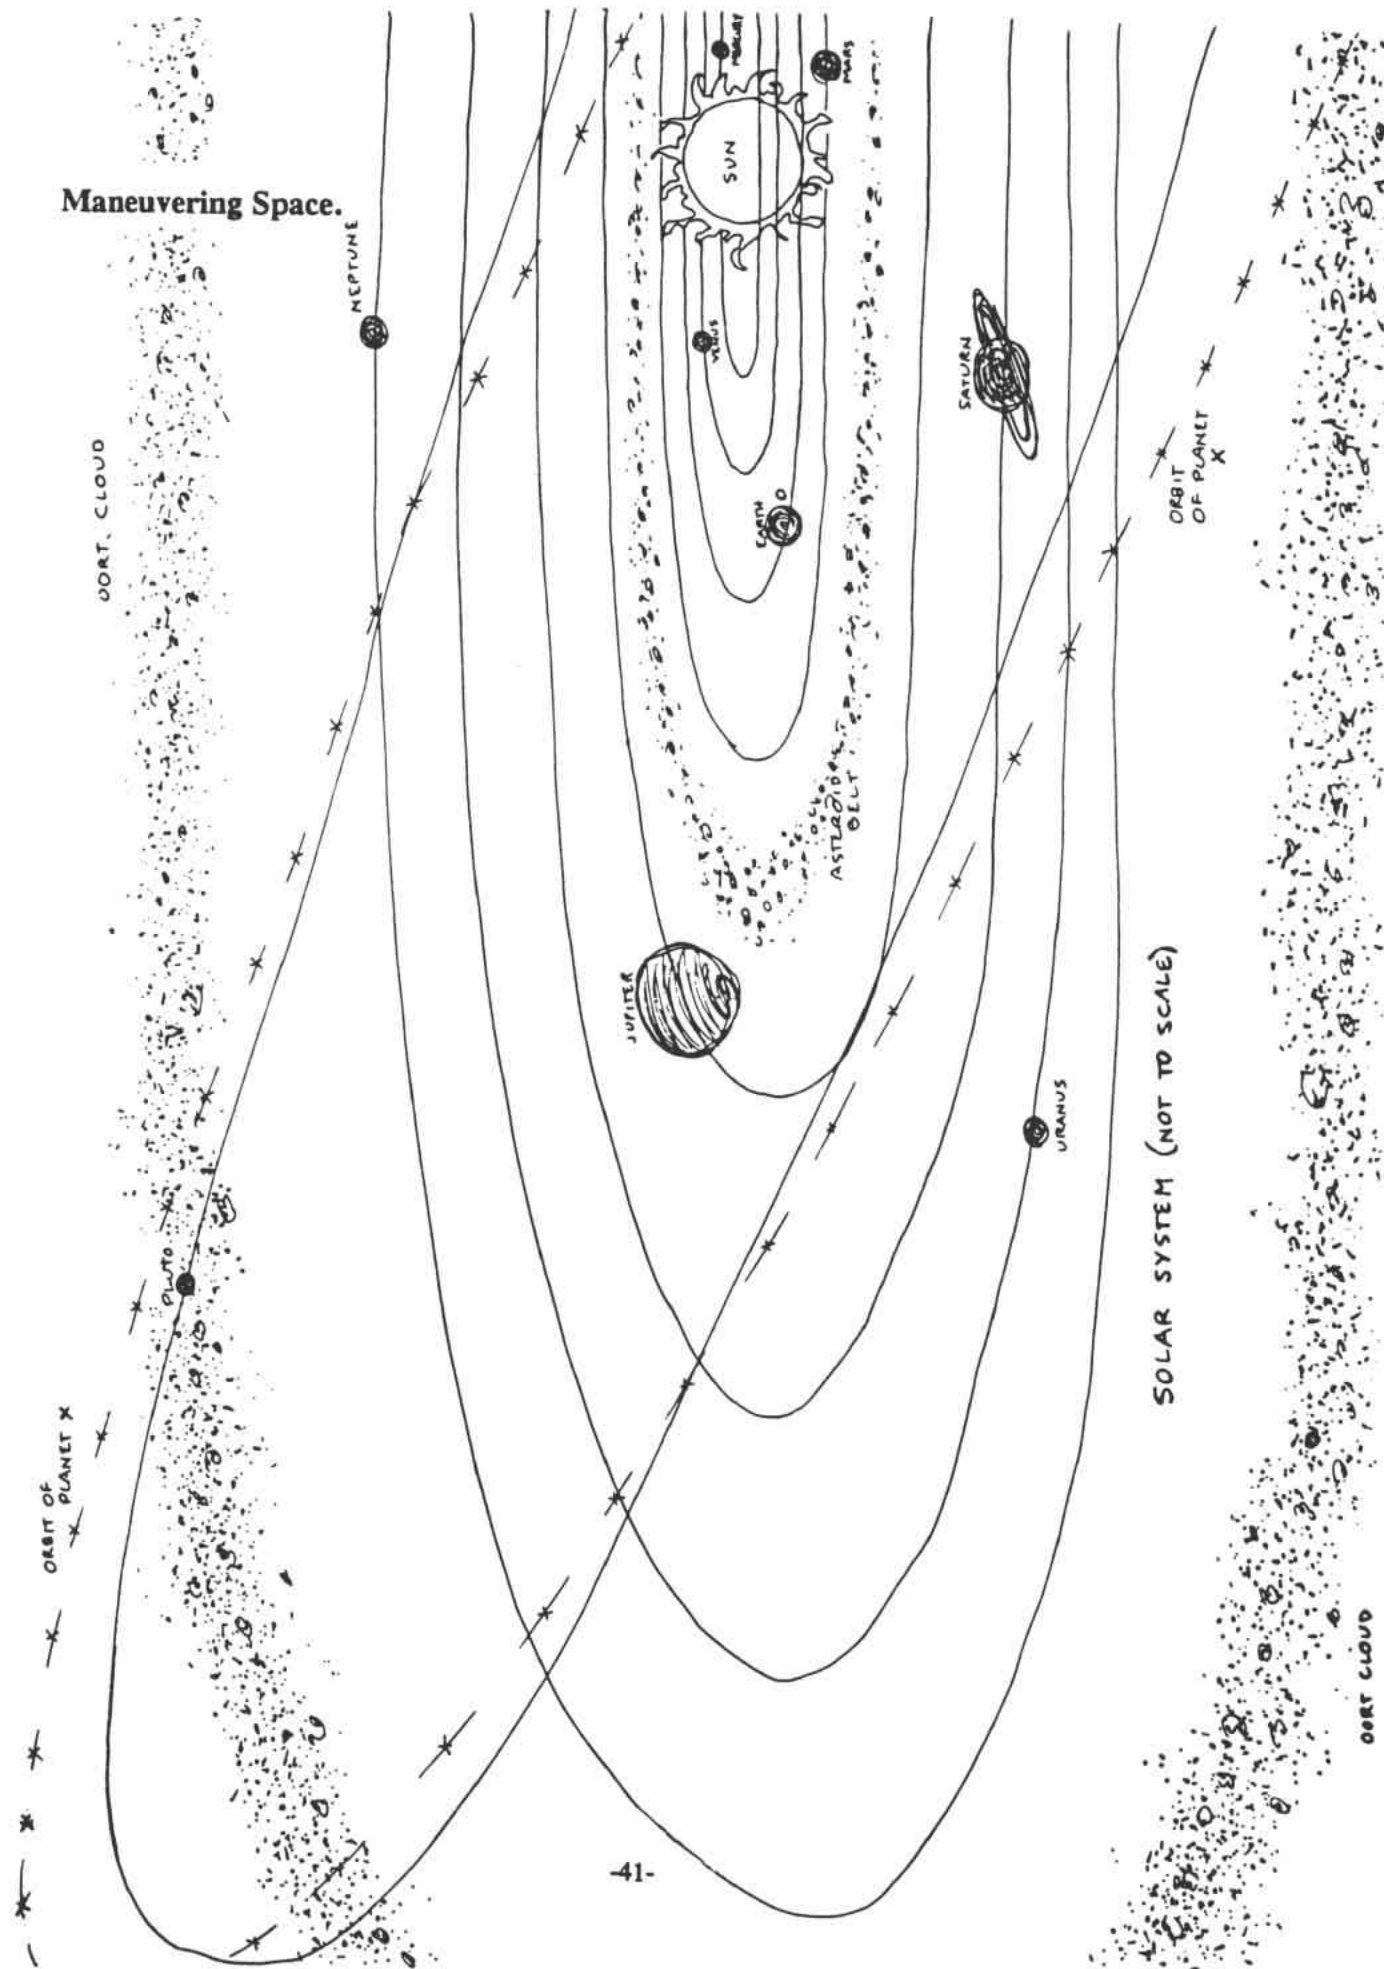 Maneuvering Space.
MERCURY
MARS
SUN
NEPTUNE
VENUS
SATURN
OORT CLOUD
EARTH
ORBIT
OF PLANET
X
ASTEROID
BELT
JUPITER
URANUS
SOLAR SYSTEM (NOT TO SCALE)
PLUTO
ORBIT OF
PLANET X
OORT CLOUD
-41-